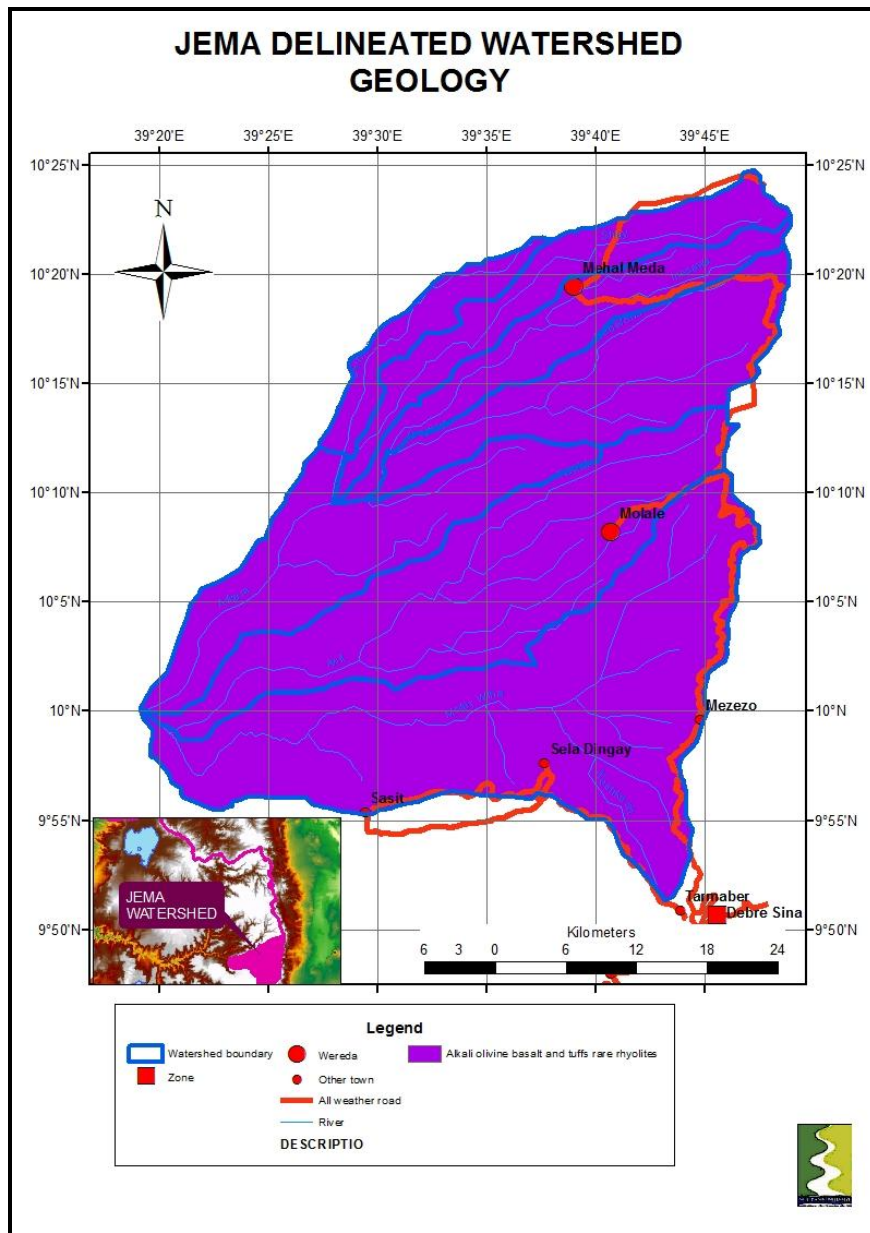 JEMA DELINEATED WATERSHED
GEOLOGY
39°20'E 39°25'E 39°30'E 39°35'E 39°40'E 39°45'E
10°25'N 10°25'N
N
10°20'N 10°20'N
Mehal Meda
10°15'N 10°15'N
10°10'N 10°10'N
Molale
10°5'N 10°5'N
10°0'N 10°0'N
Mezezo
Sela Dingay
Sasit
9°55'N 9°55'N
JEMA
WATERSHED
Tarmaber
Debre Sina
9°50'N 9°50'N
Kilometers
6 3 0 6 12 18 24
Legend
Watershed boundary
Wereda
Alkali olivine basalt and tuffs rare rhyolites
Zone
Other town
All weather road
River
DESCRIPTIO